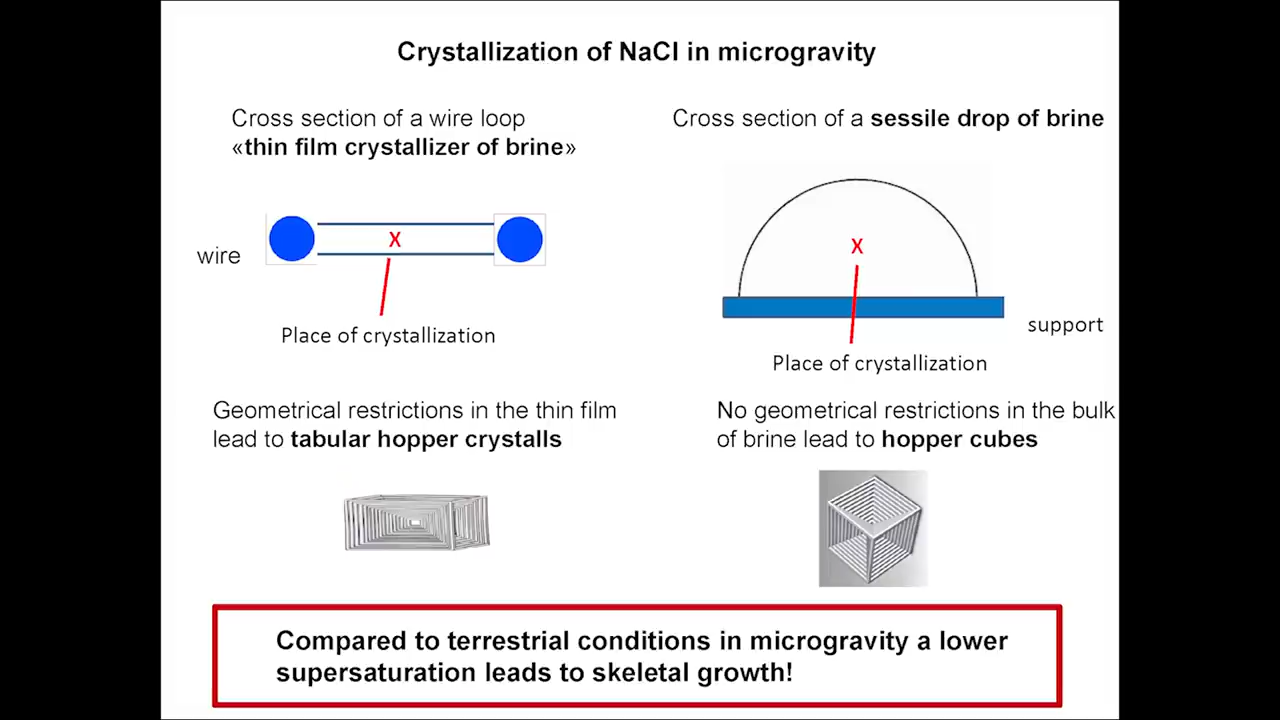 Crystallization of NaCl in microgravity
Cross section of a wire loop
«thin film crystallizer of brine»
wire
X
Place of crystallization
Geometrical restrictions in the thin film
lead to tabular hopper crystalls
Cross section of a sessile drop of brine
X
support
Place of crystallization
No geometrical restrictions in the bulk
of brine lead to hopper cubes
Compared to terrestrial conditions in microgravity a lower
supersaturation leads to skeletal growth!